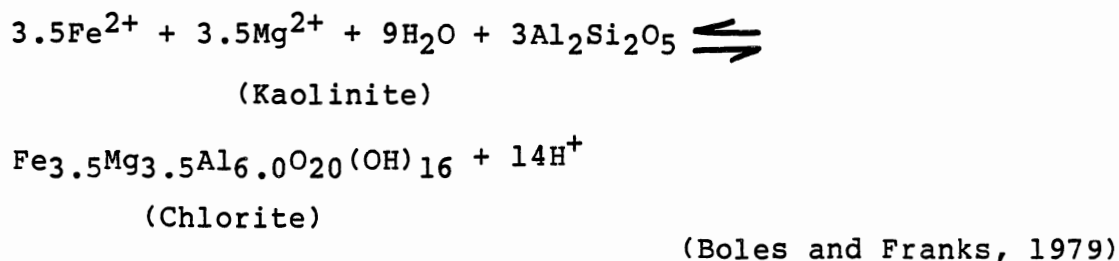 3.5Fe²⁺ + 3.5Mg²⁺ + 9H₂O + 3Al₂Si₂O₅ ⇌
(Kaolinite)
Fe₃.₅Mg₃.₅Al₆.₀O₂₀(OH)₁₆ + 14H⁺
(Chlorite)
(Boles and Franks, 1979)